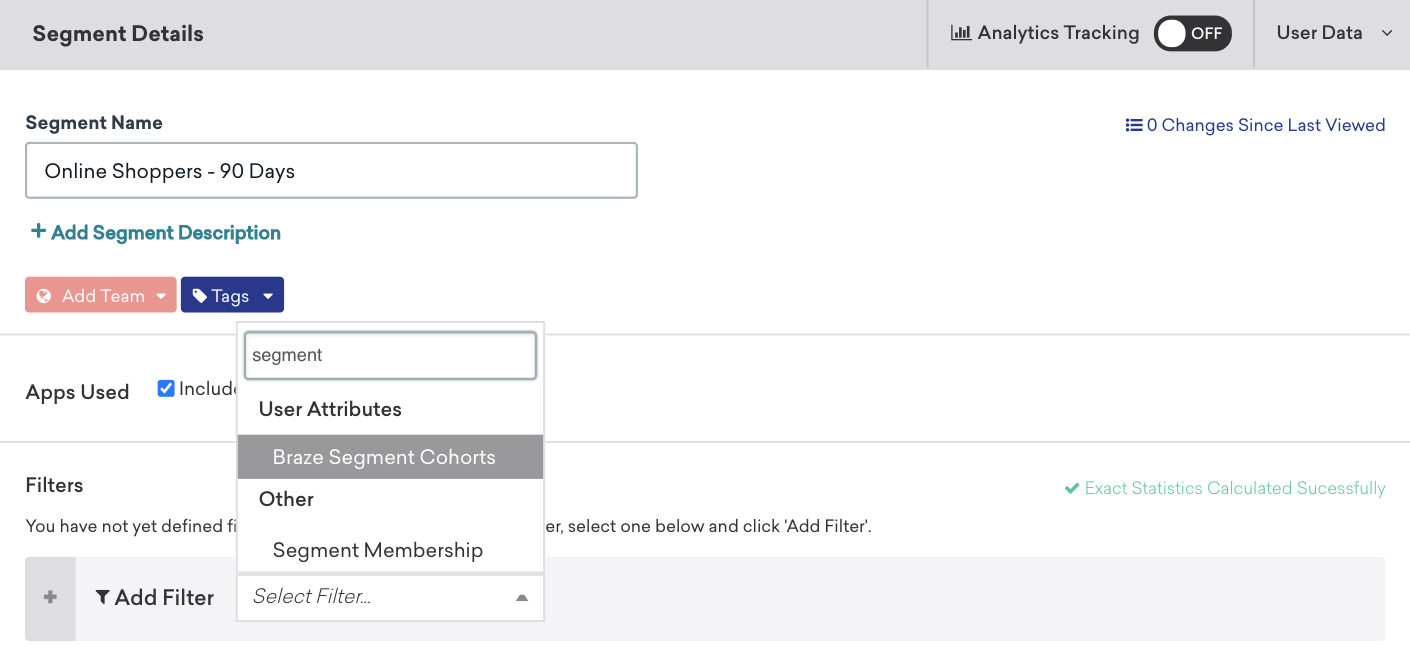 Segment Details
Analytics Tracking
OFF
User Data
Segment Name
0 Changes Since Last Viewed
Online Shoppers - 90 Days
+ Add Segment Description
Add Team
Tags
segment
Apps Used
User Attributes
Braze Segment Cohorts
Other
Segment Membership
Filters
Exact Statistics Calculated Sucessfully
You have not yet defined
er, select one below and click 'Add Filter'.
+
Add Filter
Select Filter...